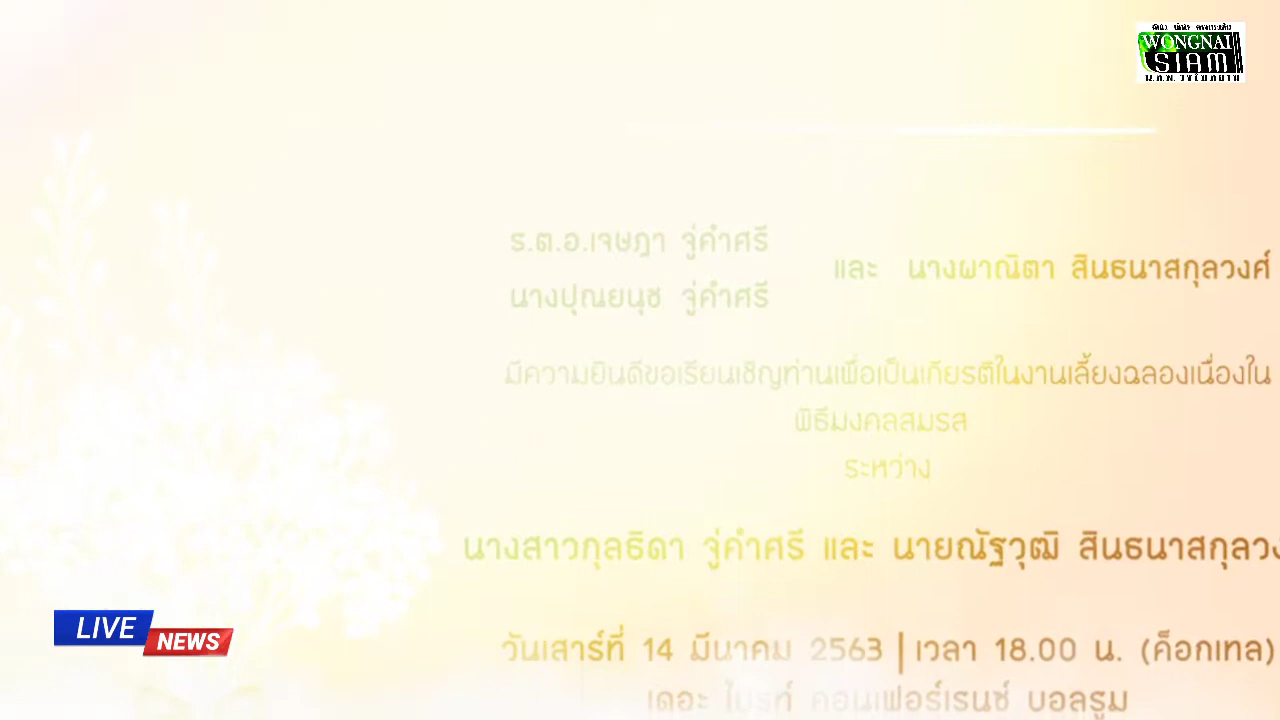 WONGNAI
SIAM
ร.ต.อ.เจษฎา จู่คำศรี
และ นางผาณิตา สินธนาสกุลวงศ์
นางปุณยนุช จู่คำศรี
มีความยินดีขอเรียนเชิญท่านเพื่อเป็นเกียรติในงานเลี้ยงฉลองเนื่องใน
พิธีมงคลสมรส
ระหว่าง
นางสาวกุลธิดา จู่คำศรี และ นายณัฐวุฒิ สินธนาสกุลวง
LIVE
NEWS
วันเสาร์ที่ 14 มีนาคม 2563 | เวลา 18.00 น. (ค็อกเทล)
เดอะ ไบรท์ คอนเฟอร์เรนซ์ บอลรูม